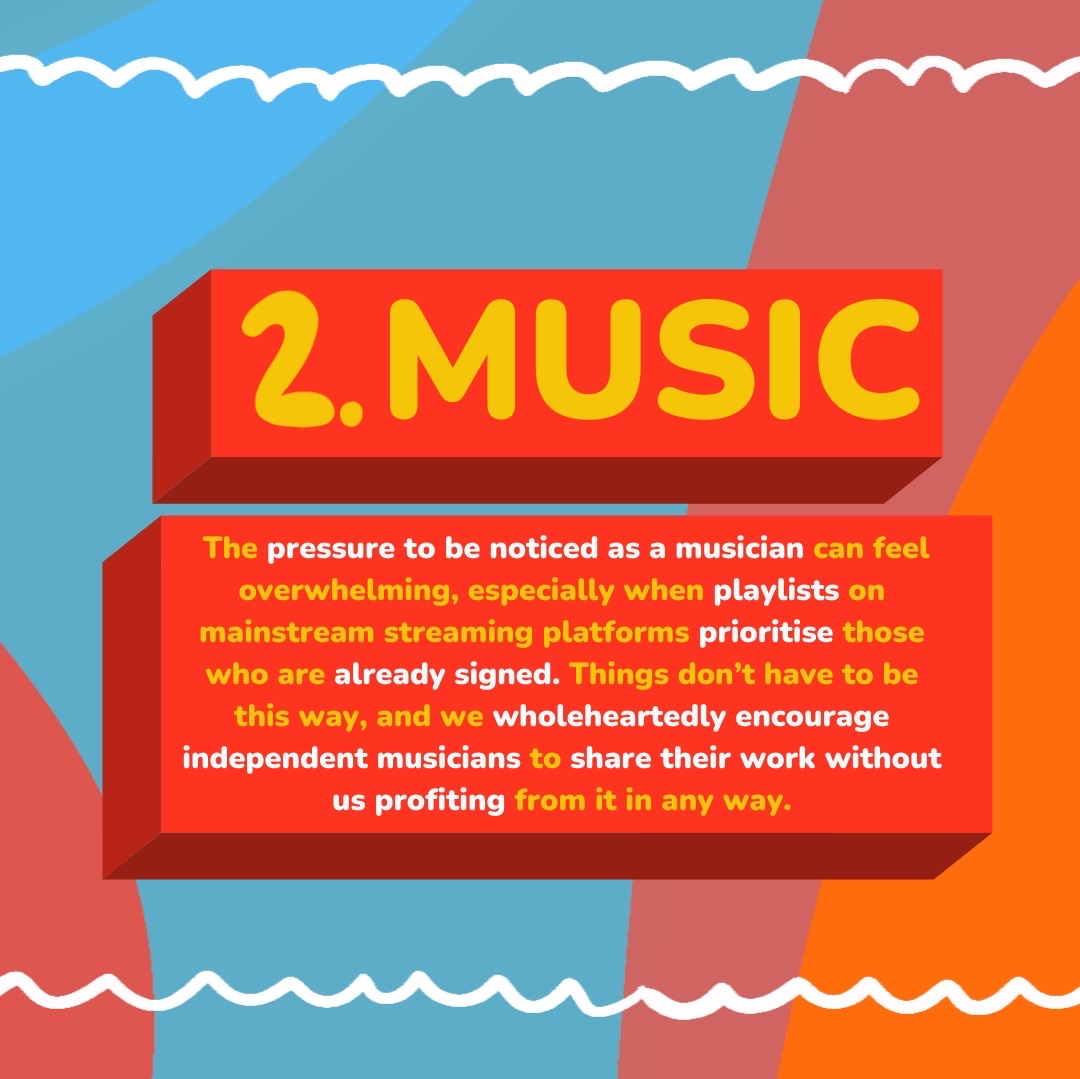 2. MUSIC
The pressure to be noticed as a musician can feel
overwhelming, especially when playlists on
mainstream streaming platforms prioritise those
who are already signed. Things don’t have to be
this way, and we wholeheartedly encourage
independent musicians to share their work without
us profiting from it in any way.